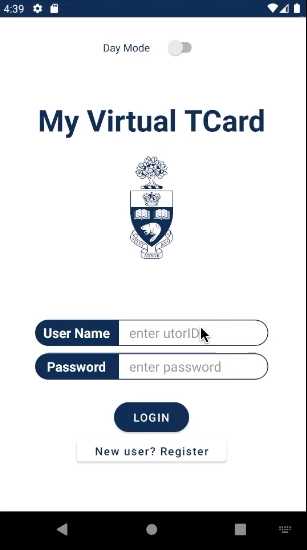 4:39
Day Mode
My Virtual TCard
User Name enter utorID
Password enter password
LOGIN
New user? Register